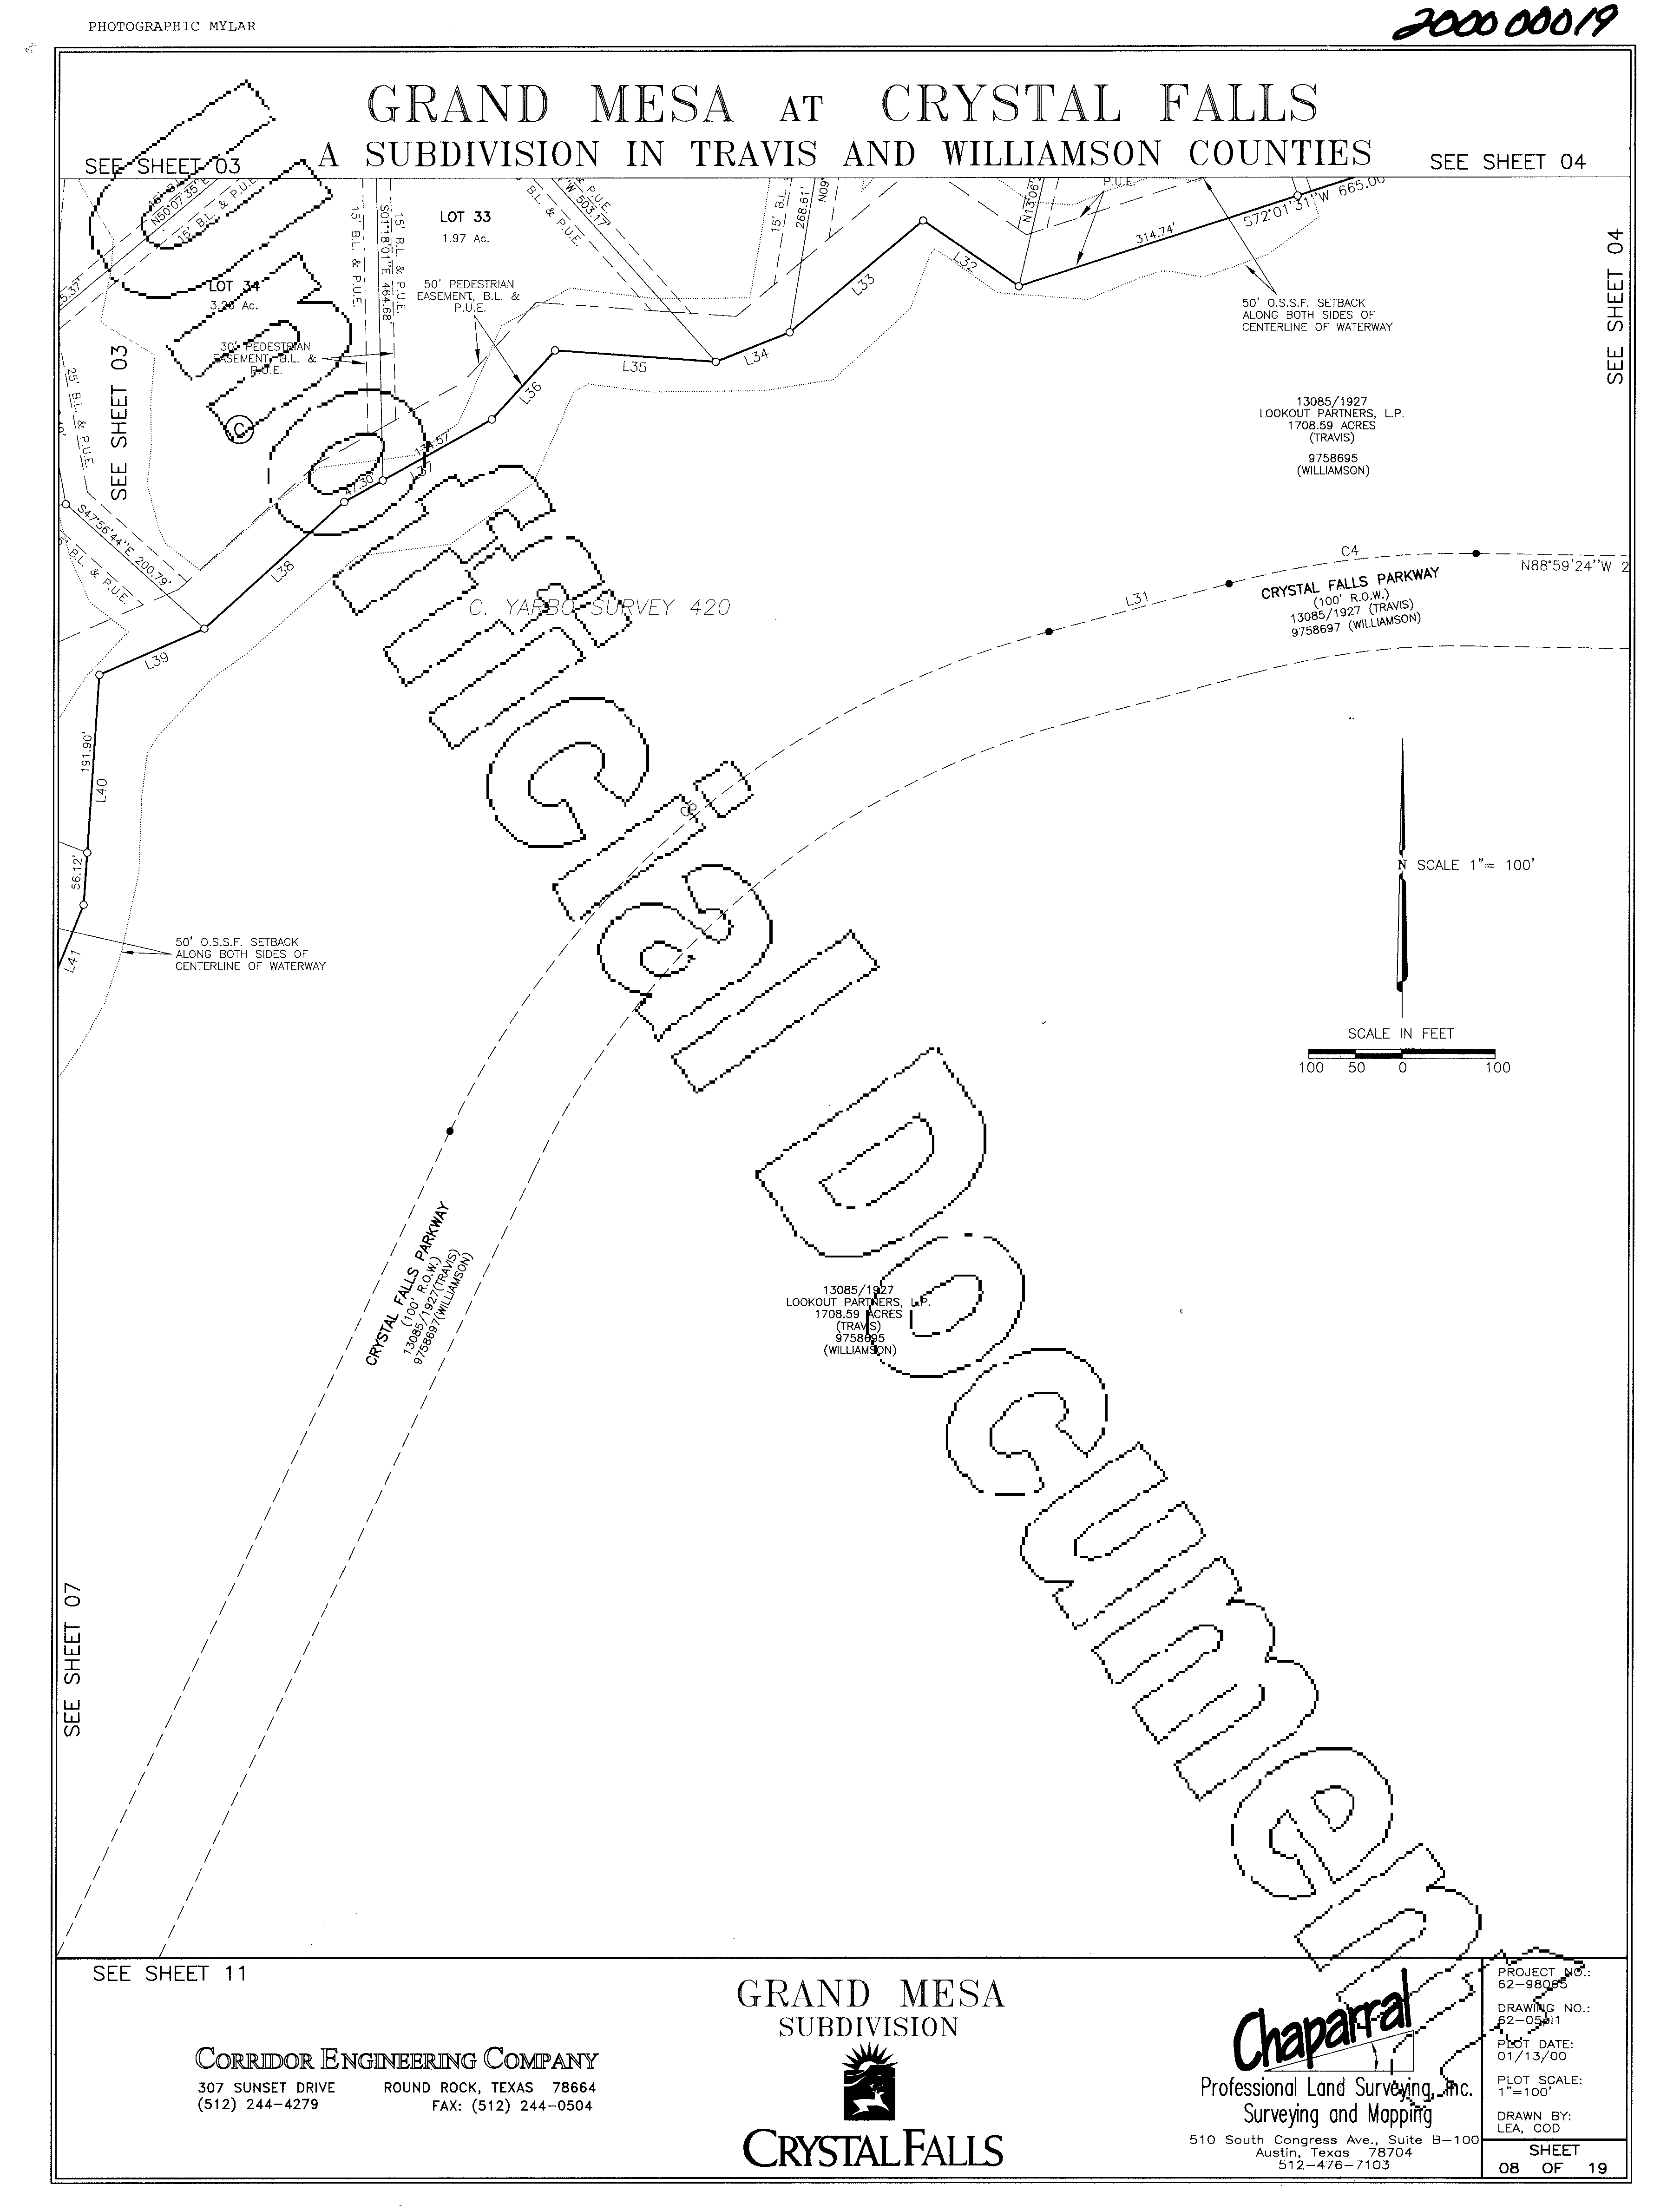 PHOTOGRAPHIC MYLAR
200000019
GRAND MESA AT CRYSTAL FALLS
A SUBDIVISION IN TRAVIS AND WILLIAMSON COUNTIES
SEE SHEET 03
SEE SHEET 04
N50°07'35"E
15' B.L. & P.U.E.
LOT 34
Ac.
30' PEDESTRIAN
EASEMENT, B.L. &
P.U.E.
15' B.L. & P.U.E.
S01°18'01"E 464.68'
15' B.L. & P.U.E.
LOT 33
1.97 Ac.
50' PEDESTRIAN
EASEMENT, B.L. &
P.U.E.
B.L. & P.U.E.
503.17'
& P.U.E.
15' B.L.
268.61'
N09°
N13°06'
P.U.E.
314.74'
S72°01'31"W 665.00
L32
L33
L34
L35
L36
L37
134.57
47.30'
L38
L39
50' O.S.S.F. SETBACK
ALONG BOTH SIDES OF
CENTERLINE OF WATERWAY
SEE SHEET 04
SEE SHEET 03
25' B.L. & P.U.E.
S47°56'44"E 200.79'
B.L. & P.U.E.
C
13085/1927
LOOKOUT PARTNERS, L.P.
1708.59 ACRES
(TRAVIS)
9758695
(WILLIAMSON)
C. YARBO SURVEY 420
L31
C4
N88°59'24"W 2
CRYSTAL FALLS PARKWAY
(100' R.O.W.)
13085/1927 (TRAVIS)
9758697 (WILLIAMSON)
191.90'
L40
56.12'
L41
50' O.S.S.F. SETBACK
ALONG BOTH SIDES OF
CENTERLINE OF WATERWAY
N SCALE 1"= 100'
SCALE IN FEET
100 50 0 100
CRYSTAL FALLS PARKWAY
(100' R.O.W.)
13085/1927(TRAVIS)
9758697(WILLIAMSON)
13085/1927
LOOKOUT PARTNERS, L.P.
1708.59 ACRES
(TRAVIS)
9758695
(WILLIAMSON)
Unofficial Document
SEE SHEET 07
SEE SHEET 11
CORRIDOR ENGINEERING COMPANY
307 SUNSET DRIVE ROUND ROCK, TEXAS 78664
(512) 244-4279 FAX: (512) 244-0504
GRAND MESA
SUBDIVISION
CRYSTAL FALLS
Chaparral
Professional Land Surveying, Inc.
Surveying and Mapping
510 South Congress Ave., Suite B-100
Austin, Texas 78704
512-476-7103
PROJECT NO.:
62-98065
DRAWING NO.:
PLOT DATE:
01/13/00
PLOT SCALE:
1"=100'
DRAWN BY:
LEA, COD
SHEET
08 OF 19